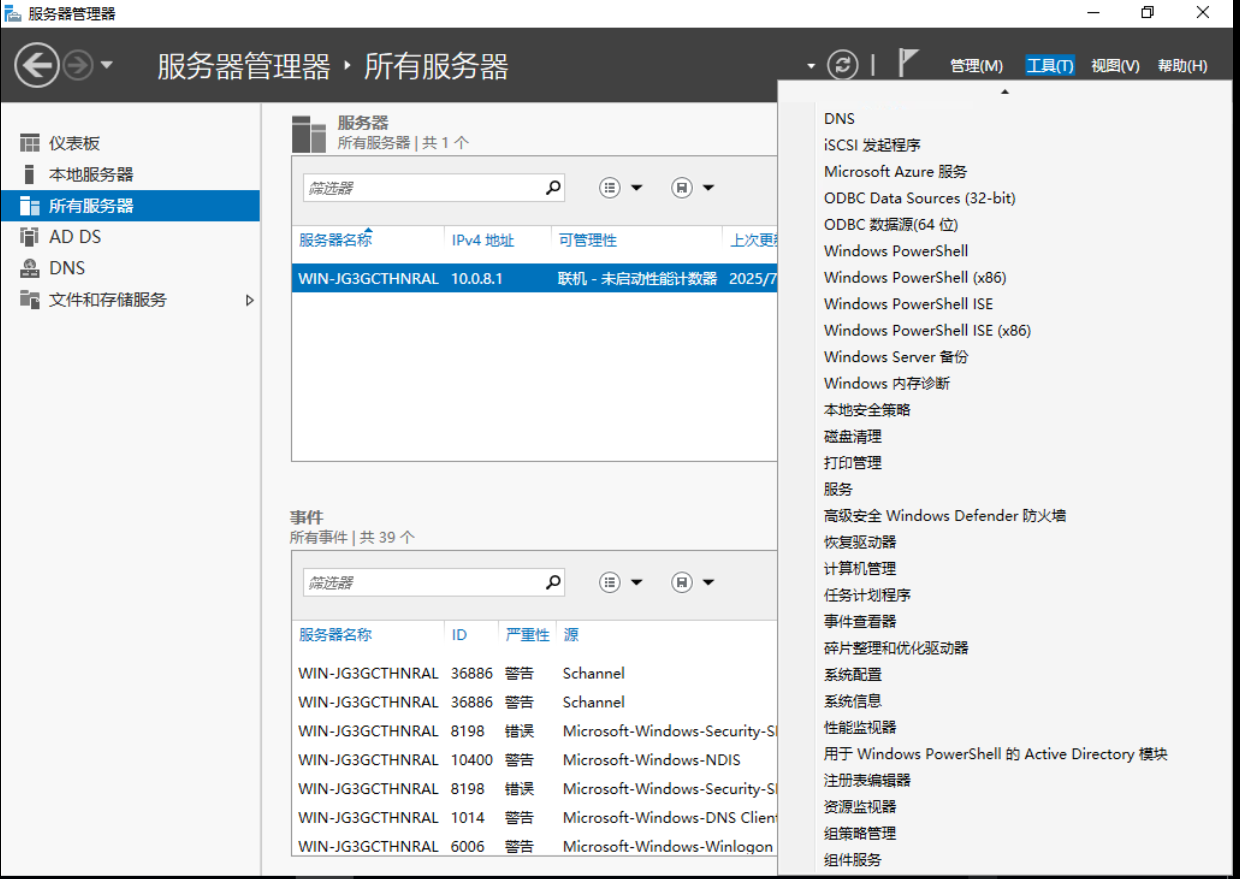 服务器管理器
服务器管理器 ‣ 所有服务器
管理(M) 工具(T) 视图(V) 帮助(H)
仪表板
本地服务器
所有服务器
AD DS
DNS
文件和存储服务
服务器
所有服务器 | 共 1 个
筛选器
服务器名称 IPv4 地址 可管理性 上次更
WIN-JG3GCTHNRAL 10.0.8.1 联机 - 未启动性能计数器 2025/7
事件
所有事件 | 共 39 个
筛选器
服务器名称 ID 严重性 源
WIN-JG3GCTHNRAL 36886 警告 Schannel
WIN-JG3GCTHNRAL 36886 警告 Schannel
WIN-JG3GCTHNRAL 8198 错误 Microsoft-Windows-Security-S
WIN-JG3GCTHNRAL 10400 警告 Microsoft-Windows-NDIS
WIN-JG3GCTHNRAL 8198 错误 Microsoft-Windows-Security-S
WIN-JG3GCTHNRAL 1014 警告 Microsoft-Windows-DNS Clien
WIN-JG3GCTHNRAL 6006 警告 Microsoft-Windows-Winlogon
DNS
iSCSI 发起程序
Microsoft Azure 服务
ODBC Data Sources (32-bit)
ODBC 数据源(64 位)
Windows PowerShell
Windows PowerShell (x86)
Windows PowerShell ISE
Windows PowerShell ISE (x86)
Windows Server 备份
Windows 内存诊断
本地安全策略
磁盘清理
打印管理
服务
高级安全 Windows Defender 防火墙
恢复驱动器
计算机管理
任务计划程序
事件查看器
碎片整理和优化驱动器
系统配置
系统信息
性能监视器
用于 Windows PowerShell 的 Active Directory 模块
注册表编辑器
资源监视器
组策略管理
组件服务